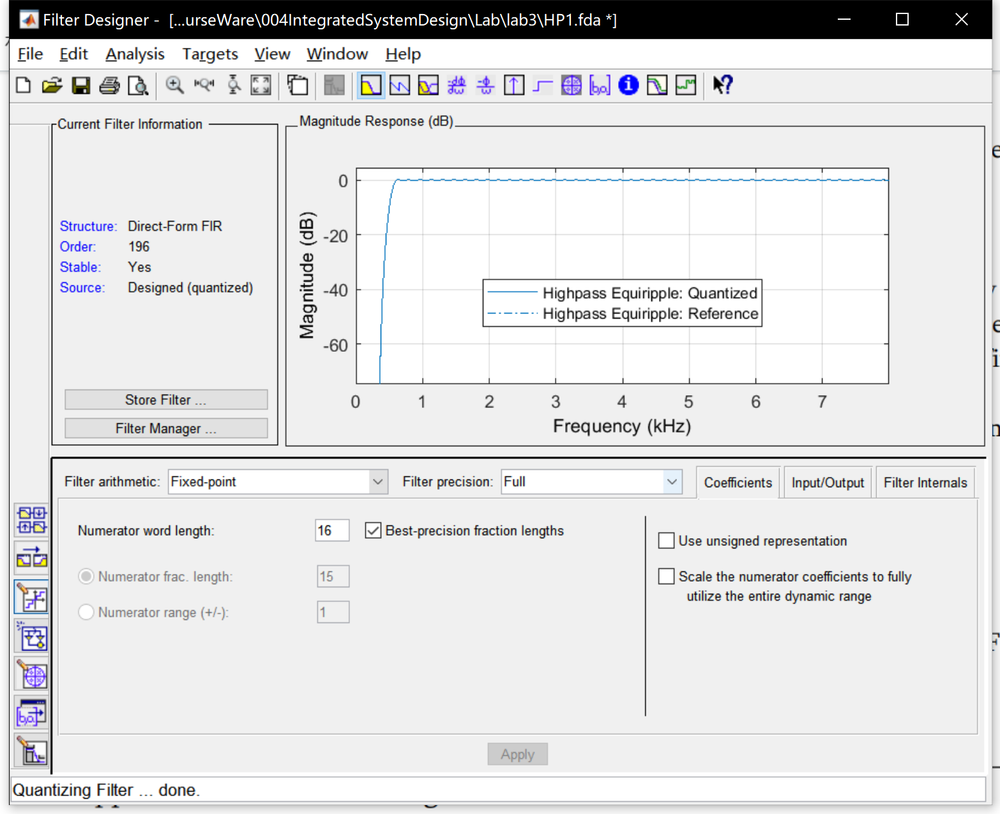 Filter Designer -  [...urseWare\004IntegratedSystemDesign\Lab\lab3\HP1.fda *]
File Edit Analysis Targets View Window Help
Current Filter Information
Structure: Direct-Form FIR
Order: 196
Stable: Yes
Source: Designed (quantized)
Store Filter ...
Filter Manager ...
Magnitude Response (dB)
0
-20
-40
-60
Magnitude (dB)
Highpass Equiripple: Quantized
Highpass Equiripple: Reference
0 1 2 3 4 5 6 7
Frequency (kHz)
Filter arithmetic: Fixed-point Filter precision: Full Coefficients Input/Output Filter Internals
Numerator word length: 16 Best-precision fraction lengths
Numerator frac. length: 15
Numerator range (+/-): 1
Use unsigned representation
Scale the numerator coefficients to fully
utilize the entire dynamic range
Apply
Quantizing Filter ... done.